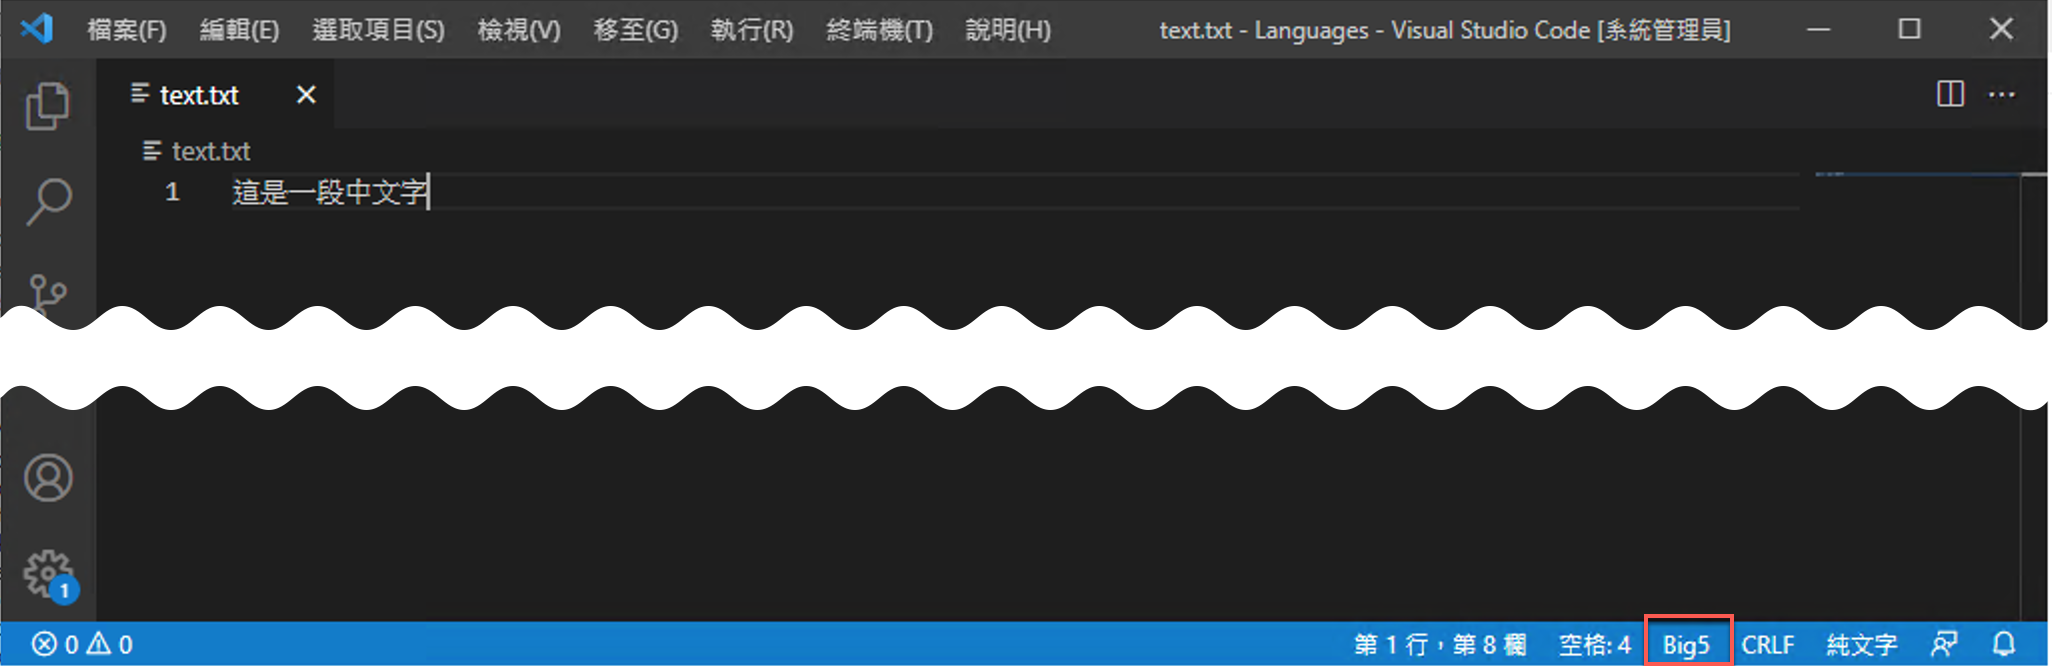 檔案(F) 編輯(E) 選取項目(S) 檢視(V) 移至(G) 執行(R) 終端機(T) 說明(H) text.txt - Languages - Visual Studio Code [系統管理員]
text.txt
text.txt
1 這是一段中文字
1
0 0 第 1 行，第 8 欄 空格: 4 Big5 CRLF 純文字